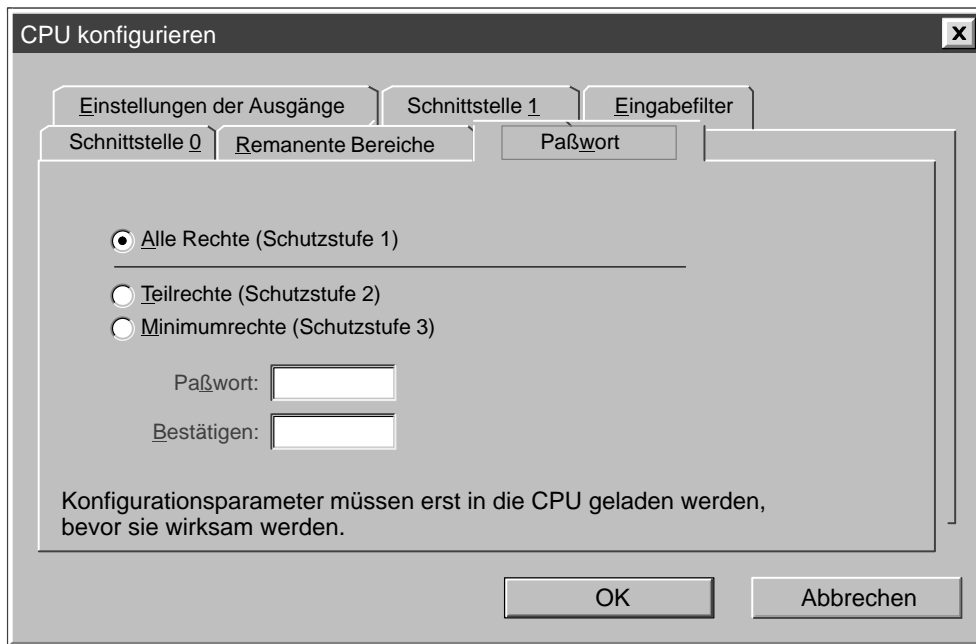 CPU konfigurieren
Einstellungen der Ausgänge
Schnittstelle 1
Eingabefilter
Schnittstelle 0
Remanente Bereiche
Paßwort
Alle Rechte (Schutzstufe 1)
Teilrechte (Schutzstufe 2)
Minimumrechte (Schutzstufe 3)
Paßwort:
Bestätigen:
Konfigurationsparameter müssen erst in die CPU geladen werden,
bevor sie wirksam werden.
OK
Abbrechen